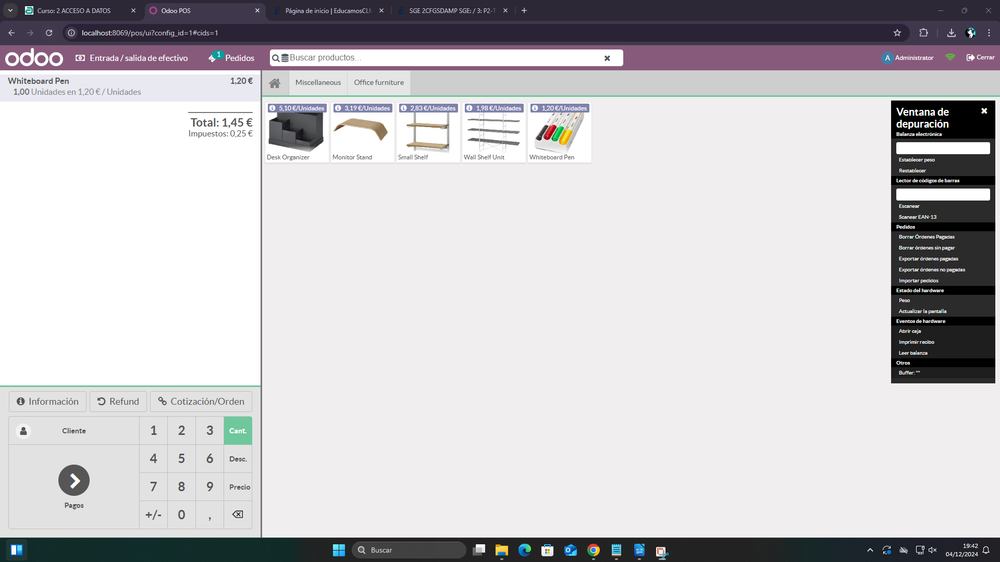 Curso: 2 ACCESO A DATOS
Odoo POS
Página de inicio | EducamosCLM
SGE 2CFGSDAMP SGE: / 3: P2-T
localhost:8069/pos/ui?config_id=1#cids=1
odoo
Entrada / salida de efectivo
1
Pedidos
Buscar productos...
A
Administrator
Cerrar
Whiteboard Pen
1,20 €
1,00 Unidades en 1,20 € / Unidades
Total: 1,45 €
Impuestos: 0,25 €
Miscellaneous
Office furniture
5,10 €/Unidades
3,19 €/Unidades
2,83 €/Unidades
1,98 €/Unidades
1,20 €/Unidades
Desk Organizer
Monitor Stand
Small Shelf
Wall Shelf Unit
Whiteboard Pen
Ventana de
depuración
Balanza electrónica
Establecer peso
Restablecer
Lector de códigos de barras
Escanear
Scanear EAN-13
Pedidos
Borrar Órdenes Pagadas
Borrar órdenes sin pagar
Exportar órdenes pagadas
Exportar órdenes no pagadas
Importar pedidos
Estado del hardware
Peso
Actualizar la pantalla
Eventos de hardware
Abrir caja
Imprimir recibo
Leer balanza
Otros
Buffer: ""
Información
Refund
Cotización/Orden
Cliente
1
2
3
Cant.
4
5
6
Desc.
7
8
9
Precio
Pagos
+/-
0
,
Buscar
19:42
04/12/2024